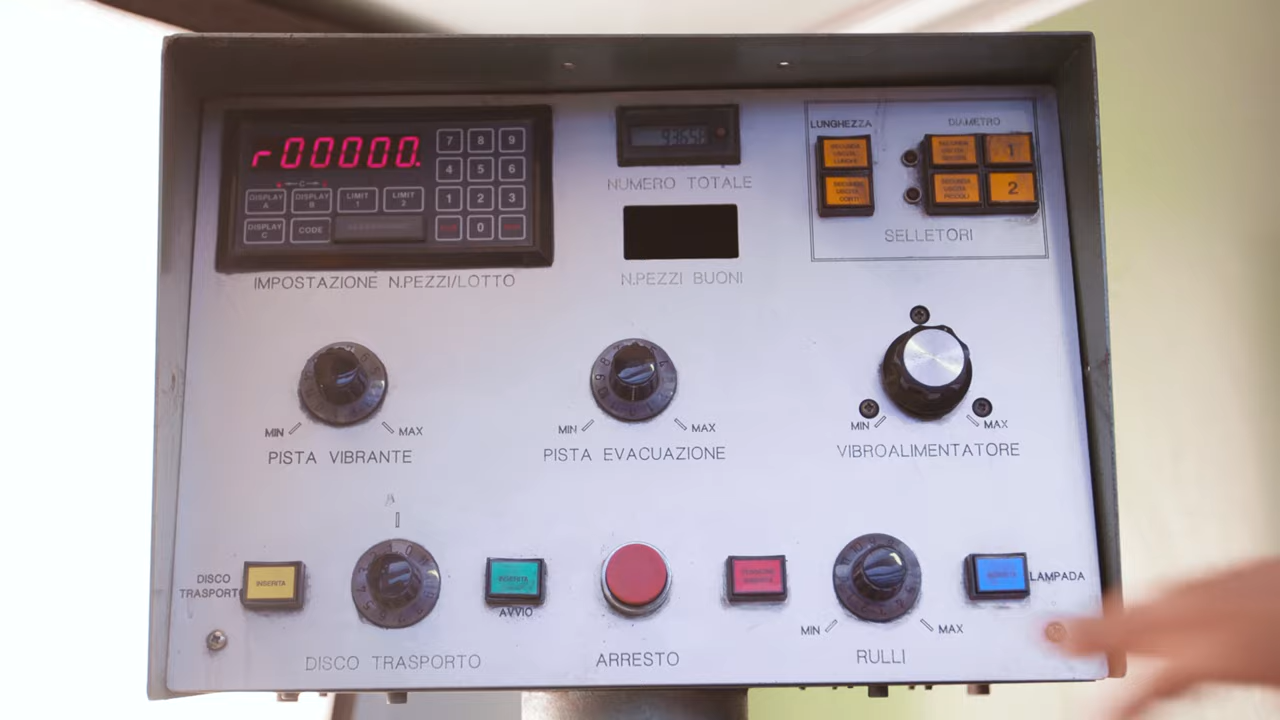 r00000.
7 8 9
4 5 6
1 2 3
0
C
DISPLAY A
DISPLAY B
LIMIT 1
LIMIT 2
DISPLAY C
CODE
IMPOSTAZIONE N.PEZZI/LOTTO
NUMERO TOTALE
N.PEZZI BUONI
LUNGHEZZA
DIAMETRO
1
2
SELLETORI
MIN
MAX
PISTA VIBRANTE
MIN
MAX
PISTA EVACUAZIONE
MIN
MAX
VIBROALIMENTATORE
DISCO
TRASPORTO
INSERITA
DISCO TRASPORTO
AVVIO
ARRESTO
MIN
MAX
RULLI
LAMPADA